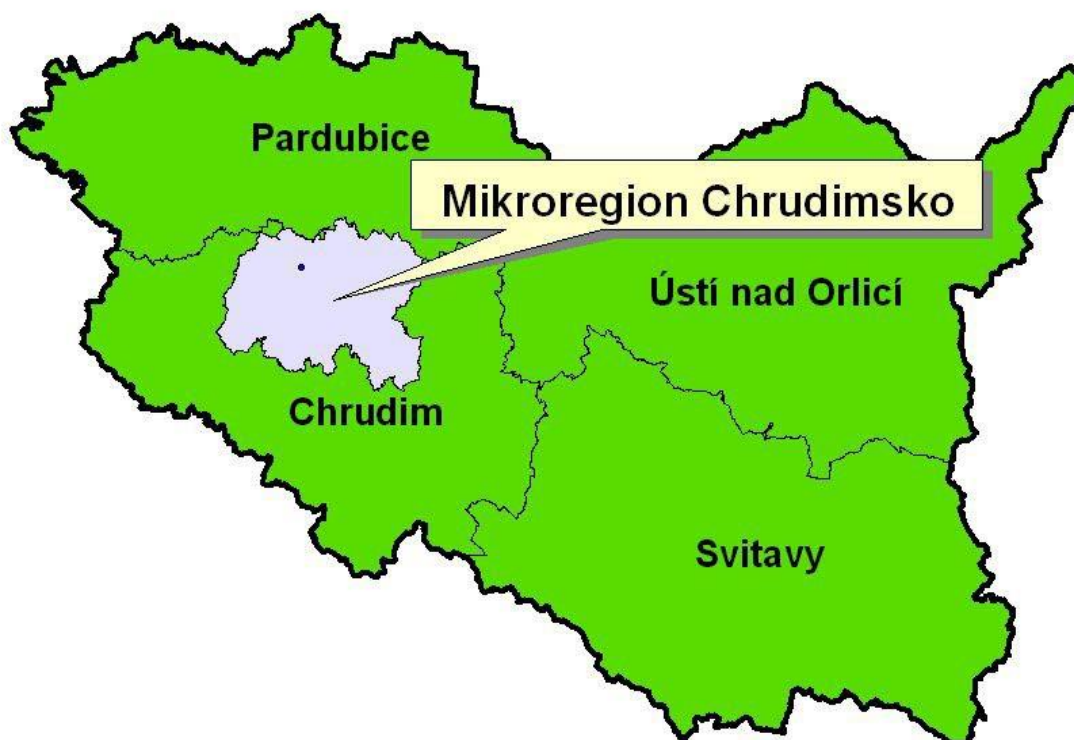 Pardubice
Mikroregion Chrudimsko
Ústí nad Orlicí
Chrudim
Svitavy